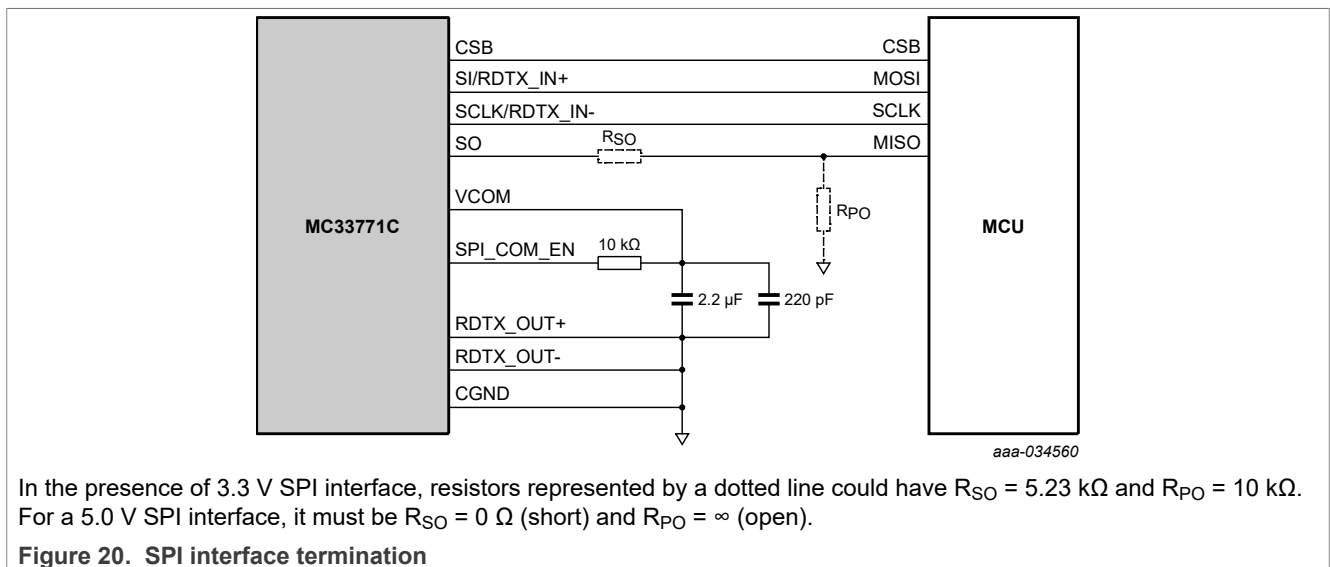 CSB CSB
SI/RDTX_IN+ MOSI
SCLK/RDTX_IN- SCLK
SO RSO MISO
VCOM
RPO
MC33771C MCU
SPI_COM_EN 10 kΩ
2.2 µF 220 pF
RDTX_OUT+
RDTX_OUT-
CGND
aaa-034560
In the presence of 3.3 V SPI interface, resistors represented by a dotted line could have RSO = 5.23 kΩ and RPO = 10 kΩ.
For a 5.0 V SPI interface, it must be RSO = 0 Ω (short) and RPO = ∞ (open).
Figure 20. SPI interface termination